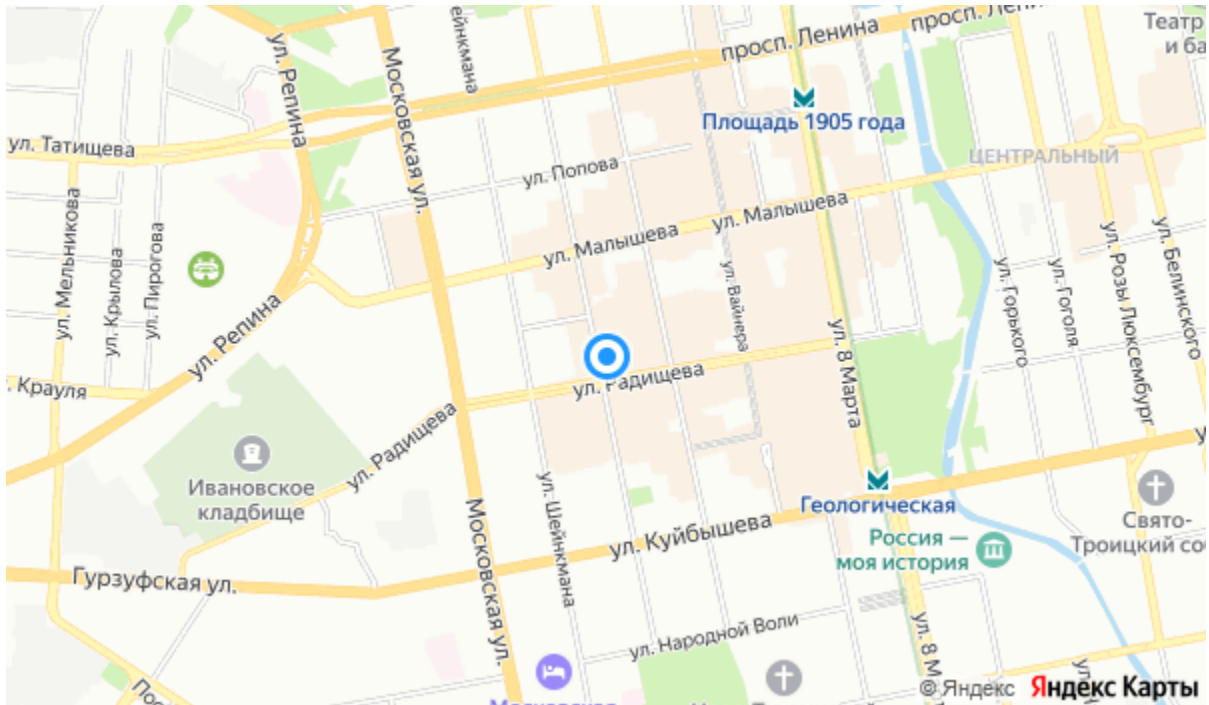 просп. Ленина
просп. Лени
Театр
и ба
ул. Репина
Московская ул.
ейнкмана
Площадь 1905 года
ул. Татищева
ул. Попова
ЦЕНТРАЛЬНЫЙ
ул. Мельникова
ул. Крылова
ул. Пирогова
ул. Малышева
ул. Малышева
ул. Вайнера
ул. Горького
ул. Гоголя
ул. Розы Люксембург
ул. Белинского
ул. Репина
ул. 8 Марта
. Крауля
ул. Радищева
ул. Радищева
Ивановское
кладбище
ул. Шейнкмана
Московская ул.
Геологическая
ул. Куйбышева
Россия —
моя история
Свято-
Троицкий со
Гурзуфская ул.
ул. Народной Воли
ул. 8 М
© Яндекс Яндекс Карты